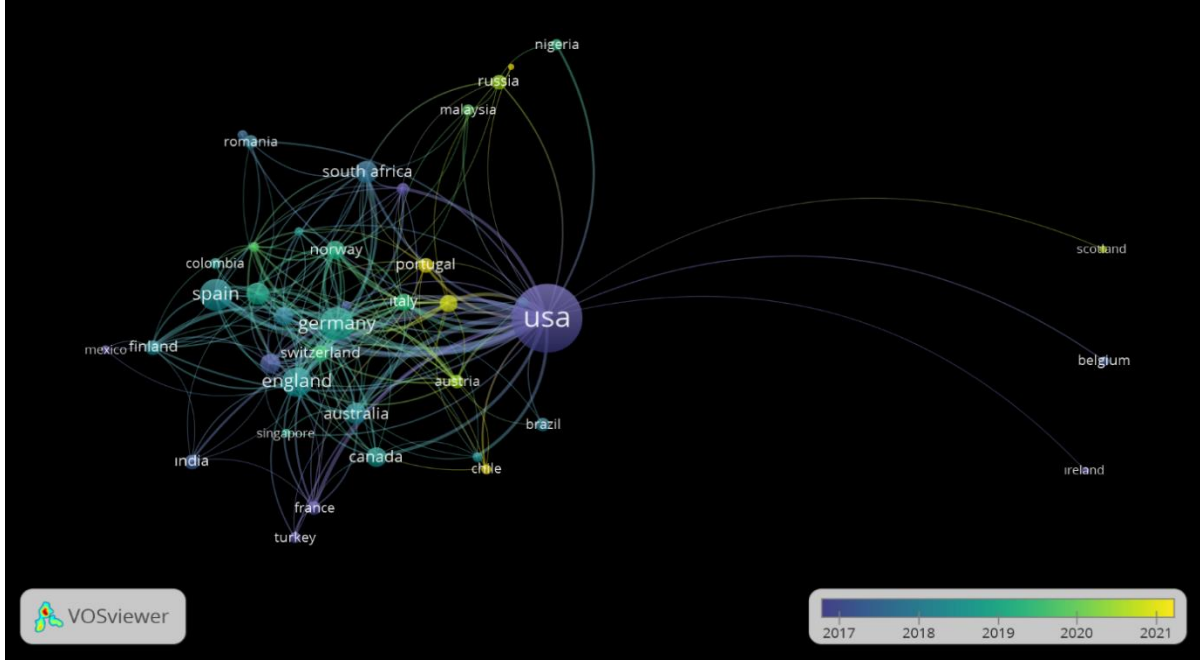 nigeria
russia
malaysia
romania
south africa
norway
colombia
portugal
scotland
spain
italy
usa
germany
mexico
finland
switzerland
belgium
england
austria
australia
brazil
singapore
canada
india
chile
ireland
france
turkey
VOSviewer
2017 2018 2019 2020 2021